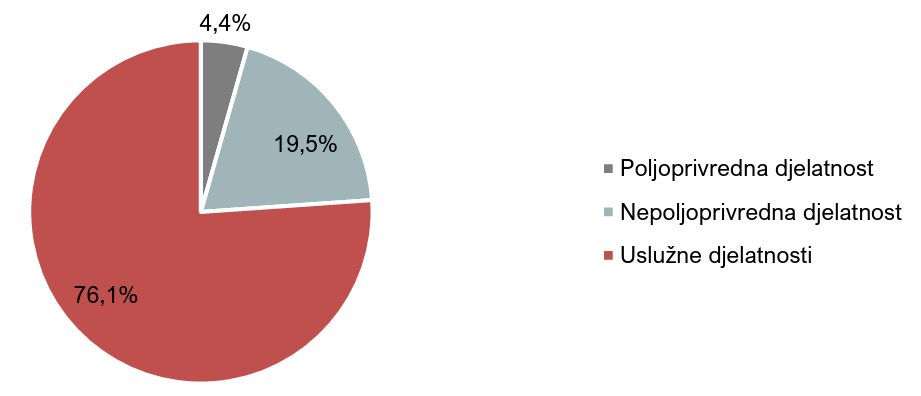 4,4%
19,5%
76,1%
Poljoprivredna djelatnost
Nepoljoprivredna djelatnost
Uslužne djelatnosti